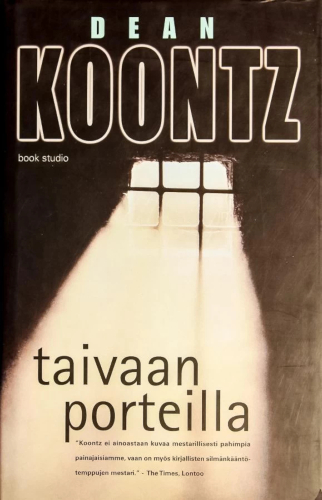 DEAN
KOONTZ
book studio
taivaan
porteilla
"Koontz ei ainoastaan kuvaa mestarillisesti pahimpia
painajaisiamme, vaan on myös kirjallisten silmänkääntö-
temppujen mestari." - The Times, Lontoo